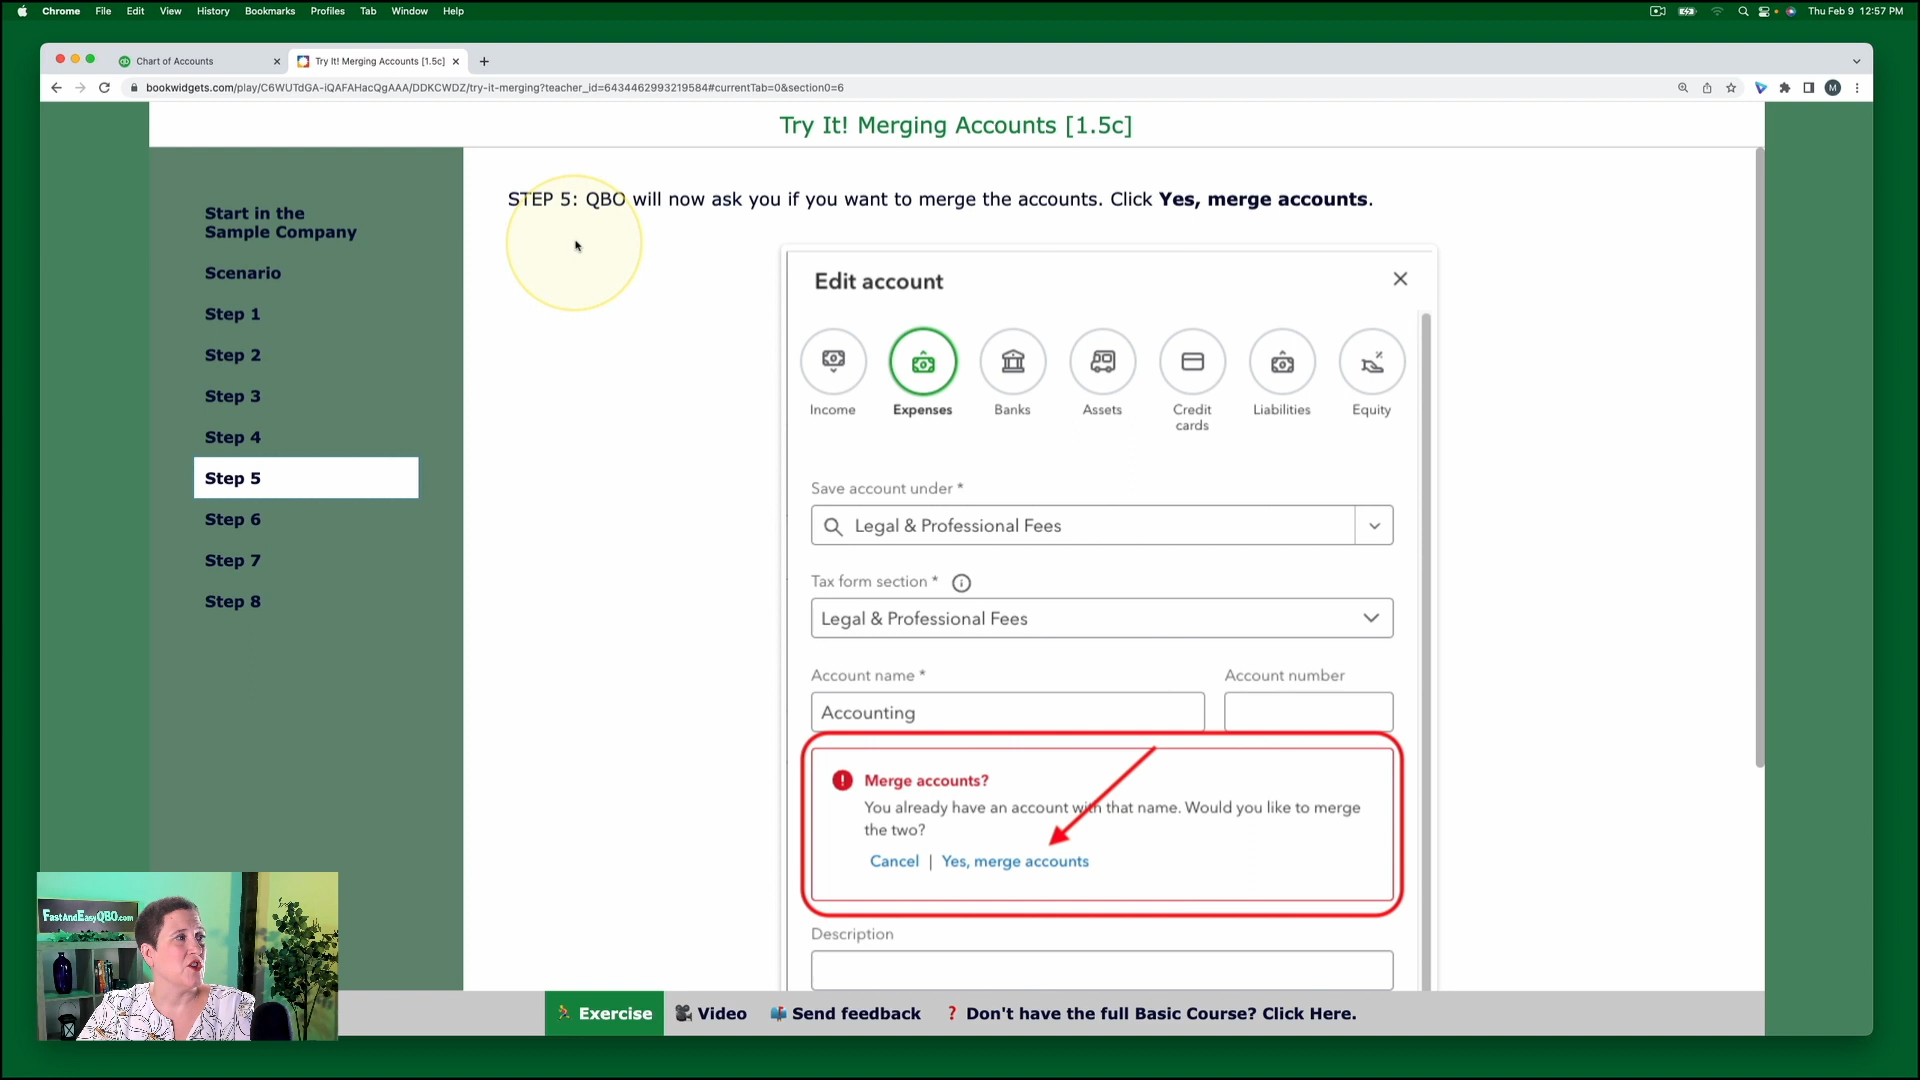 Chrome File Edit View History Bookmarks Profiles Tab Window Help
Thu Feb 9 12:57 PM
Chart of Accounts
Try It! Merging Accounts [1.5c]
bookwidgets.com/play/C6WUTdGA-iQAFAHacQgAAA/DDKCWDZ/try-it-merging?teacher_id=6434462993219584#currentTab=0&section0=6
M
Try It! Merging Accounts [1.5c]
Start in the
Sample Company
Scenario
Step 1
Step 2
Step 3
Step 4
Step 5
Step 6
Step 7
Step 8
STEP 5: QBO will now ask you if you want to merge the accounts. Click Yes, merge accounts.
Edit account
Income
Expenses
Banks
Assets
Credit
cards
Liabilities
Equity
Save account under *
Legal & Professional Fees
Tax form section *
Legal & Professional Fees
Account name *
Account number
Accounting
Merge accounts?
You already have an account with that name. Would you like to merge
the two?
Cancel | Yes, merge accounts
Description
FastAndEasyQBO.com
Exercise
Video
Send feedback
Don't have the full Basic Course? Click Here.